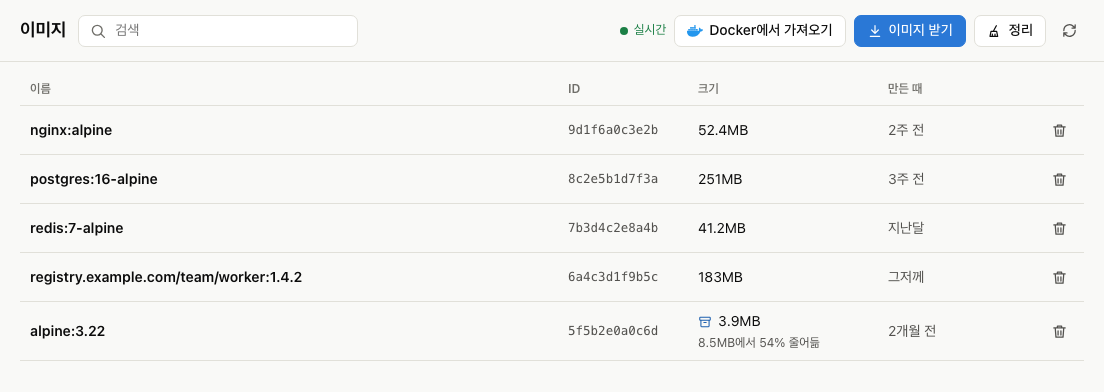 이미지
검색
실시간
Docker에서 가져오기
이미지 받기
정리
이름 ID 크기 만든 때
nginx:alpine 9d1f6a0c3e2b 52.4MB 2주 전
postgres:16-alpine 8c2e5b1d7f3a 251MB 3주 전
redis:7-alpine 7b3d4c2e8a4b 41.2MB 지난달
registry.example.com/team/worker:1.4.2 6a4c3d1f9b5c 183MB 그저께
alpine:3.22 5f5b2e0a0c6d 3.9MB 2개월 전
8.5MB에서 54% 줄어듦